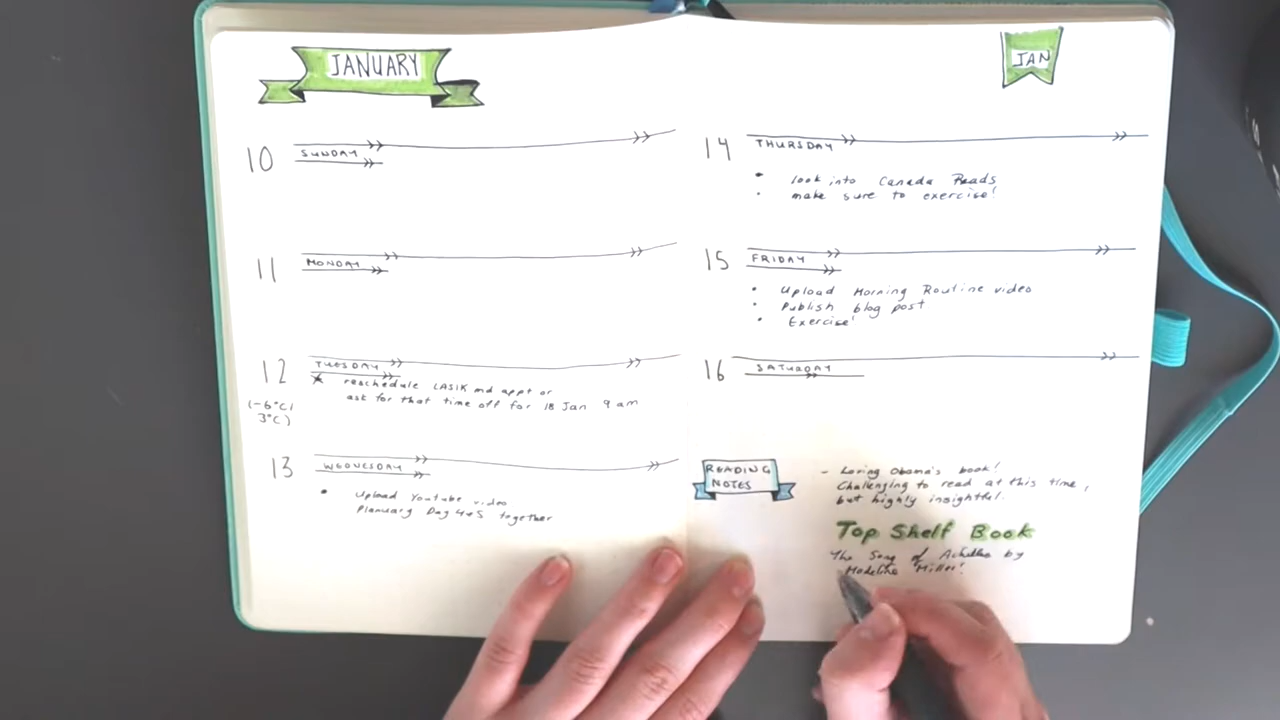 JANUARY
10 SUNDAY
11 MONDAY
12 TUESDAY
reschedule LASIK md appt or
ask for that time off for 18 Jan 9 am
(-6°C/
3°C)
13 WEDNESDAY
• Upload Youtube video
Planuary Day 4+5 together
JAN
14 THURSDAY
• look into Canada Reads
• make sure to exercise!
15 FRIDAY
• Upload Morning Routine video
• Publish blog post
• Exercise!
16 SATURDAY
READING
NOTES
- Loving Obama's book!
Challenging to read at this time,
but highly insightful.
Top Shelf Book
The Song of Achilles by
Madeline Miller!